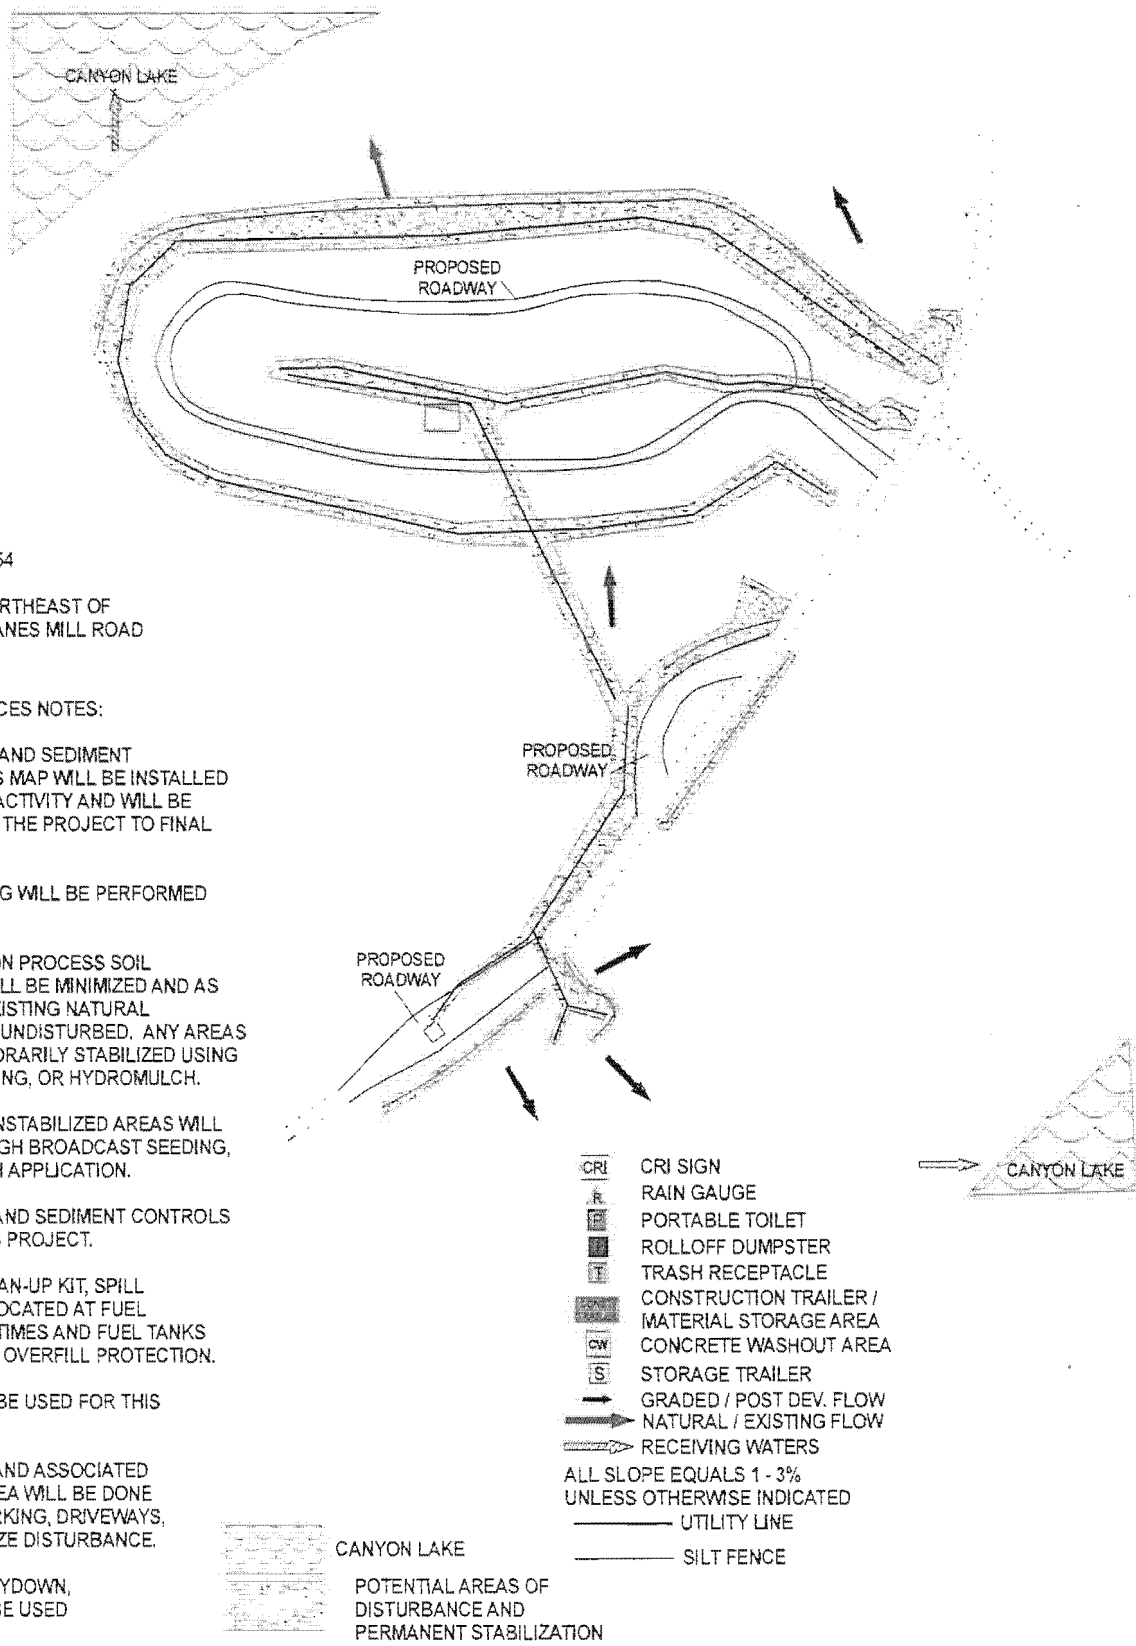 CANYON LAKE
PROPOSED
ROADWAY
54
RTHEAST OF
ANES MILL ROAD
CES NOTES:
AND SEDIMENT
S MAP WILL BE INSTALLED
ACTIVITY AND WILL BE
THE PROJECT TO FINAL
G WILL BE PERFORMED
ON PROCESS SOIL
LL BE MINIMIZED AND AS
XISTING NATURAL
UNDISTURBED. ANY AREAS
ORARILY STABILIZED USING
ING, OR HYDROMULCH.
NSTABILIZED AREAS WILL
GH BROADCAST SEEDING,
H APPLICATION.
AND SEDIMENT CONTROLS
S PROJECT.
AN-UP KIT, SPILL
OCATED AT FUEL
TIMES AND FUEL TANKS
OVERFILL PROTECTION.
BE USED FOR THIS
AND ASSOCIATED
EA WILL BE DONE
RKING, DRIVEWAYS,
ZE DISTURBANCE.
YDOWN,
BE USED
PROPOSED
ROADWAY
PROPOSED
ROADWAY
CANYON LAKE
CRI CRI SIGN
R RAIN GAUGE
P PORTABLE TOILET
ROLLOFF DUMPSTER
T TRASH RECEPTACLE
CONSTRUCTION TRAILER /
MATERIAL STORAGE AREA
CW CONCRETE WASHOUT AREA
S STORAGE TRAILER
GRADED / POST DEV. FLOW
NATURAL / EXISTING FLOW
RECEIVING WATERS
ALL SLOPE EQUALS 1 - 3%
UNLESS OTHERWISE INDICATED
UTILITY LINE
SILT FENCE
CANYON LAKE
POTENTIAL AREAS OF
DISTURBANCE AND
PERMANENT STABILIZATION